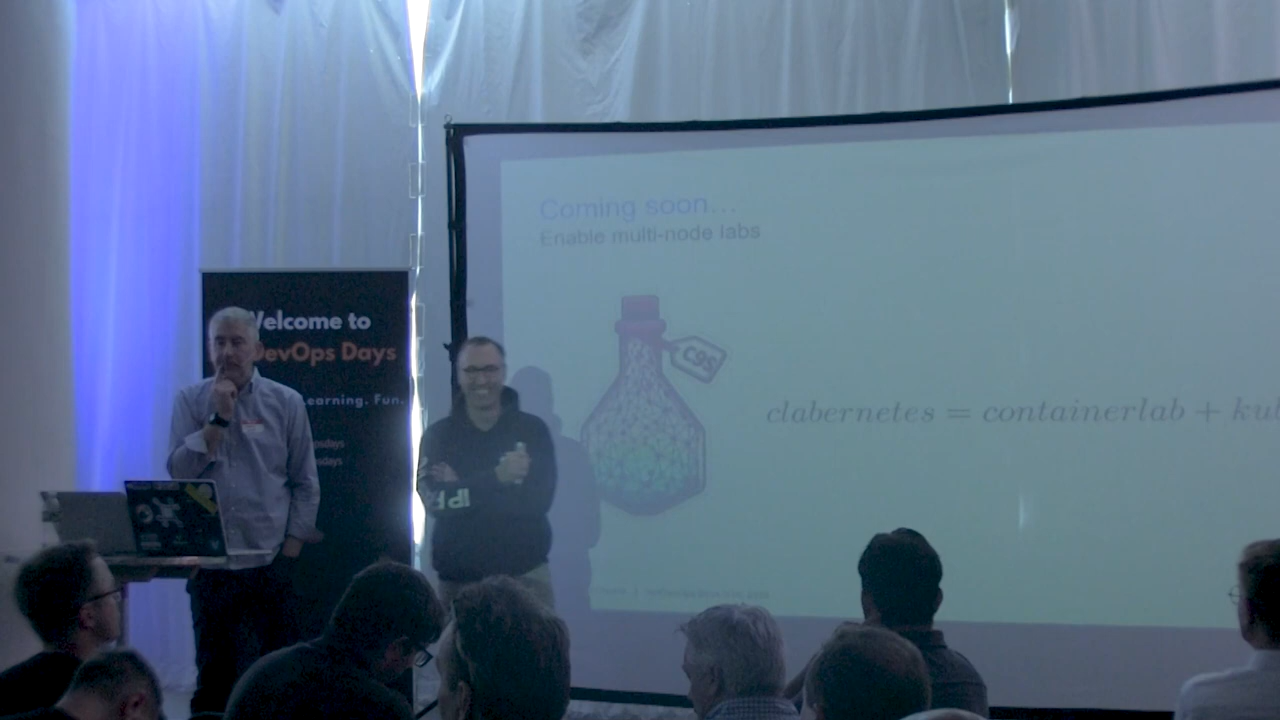 Welcome to
DevOps Days
Learning. Fun.
Coming soon...
Enable multi-node labs
C9S
clabernetes = containerlab + ku